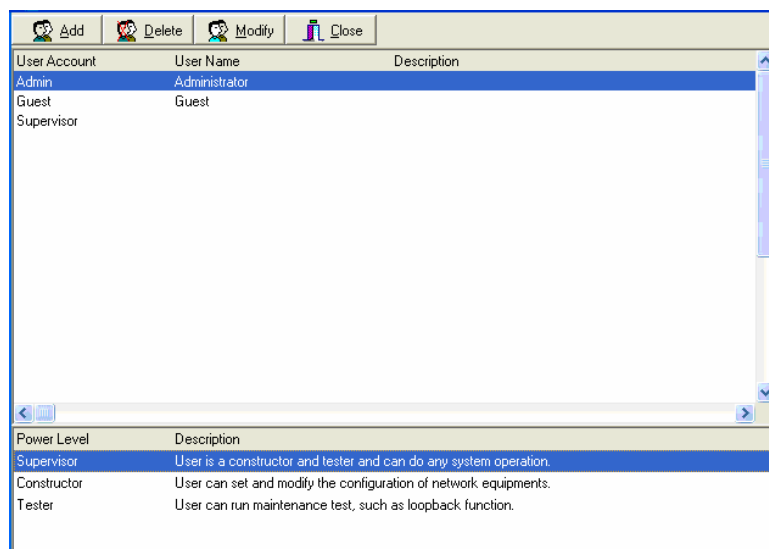 Add Delete Modify Close
User Account User Name Description
Admin Administrator
Guest Guest
Supervisor
Power Level Description
Supervisor User is a constructor and tester and can do any system operation.
Constructor User can set and modify the configuration of network equipments.
Tester User can run maintenance test, such as loopback function.